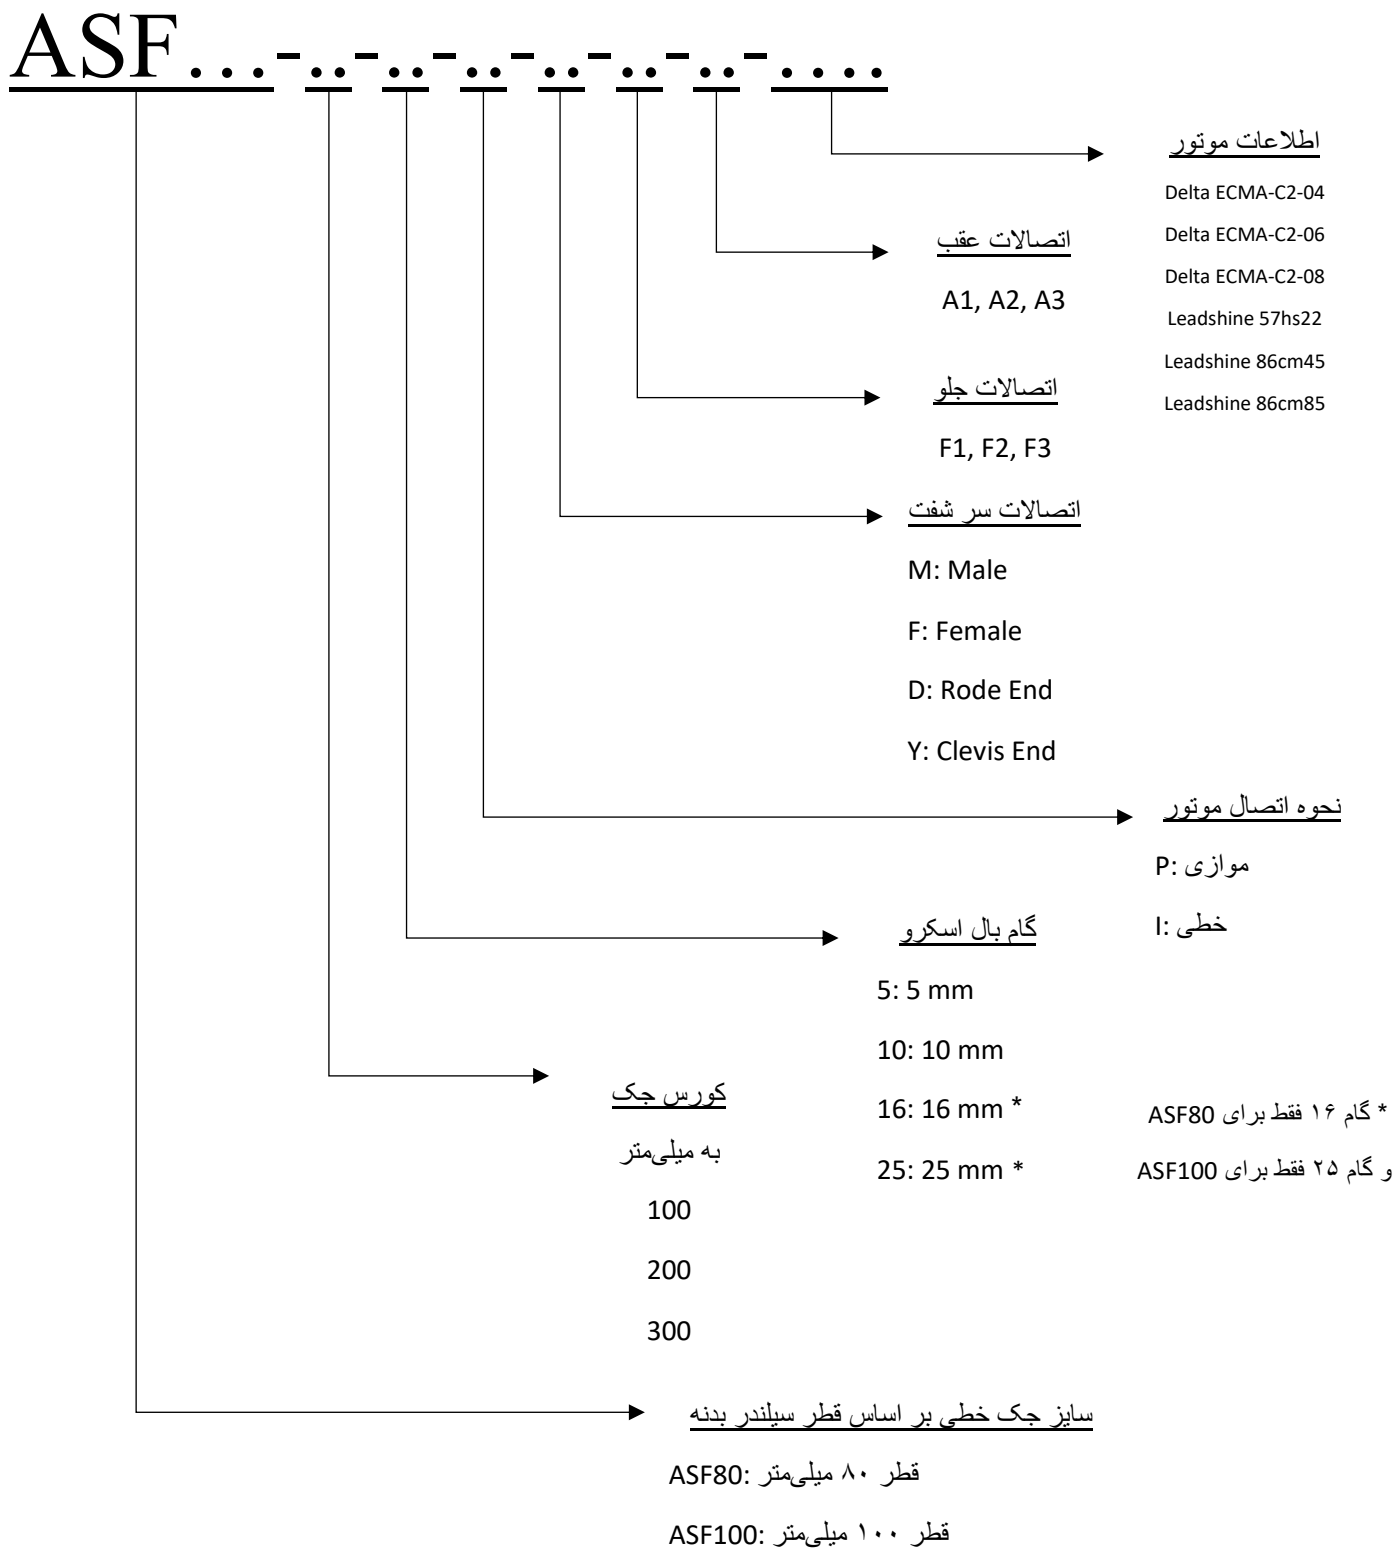 ASF...-..-..-..-..-..-..-....
اطلاعات موتور
Delta ECMA-C2-04
Delta ECMA-C2-06
Delta ECMA-C2-08
Leadshine 57hs22
Leadshine 86cm45
Leadshine 86cm85
اتصالات عقب
A1, A2, A3
اتصالات جلو
F1, F2, F3
اتصالات سر شفت
M: Male
F: Female
D: Rode End
Y: Clevis End
نحوه اتصال موتور
P: موازی
I: خطی
گام بال اسکرو
5: 5 mm
10: 10 mm
16: 16 mm *
25: 25 mm *
* گام ۱۶ فقط برای ASF80
و گام ۲۵ فقط برای ASF100
کورس جک
به میلی‌متر
100
200
300
سایز جک خطی بر اساس قطر سیلندر بدنه
ASF80: قطر ۸۰ میلی‌متر
ASF100: قطر ۱۰۰ میلی‌متر